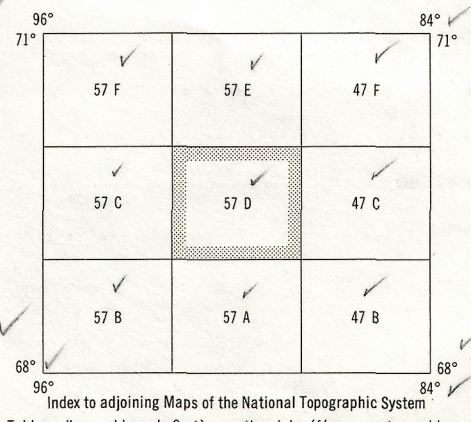 96° 84°
71° 71°
57 F 57 E 47 F
57 C 57 D 47 C
57 B 57 A 47 B
68° 68°
96° 84°
Index to adjoining Maps of the National Topographic System